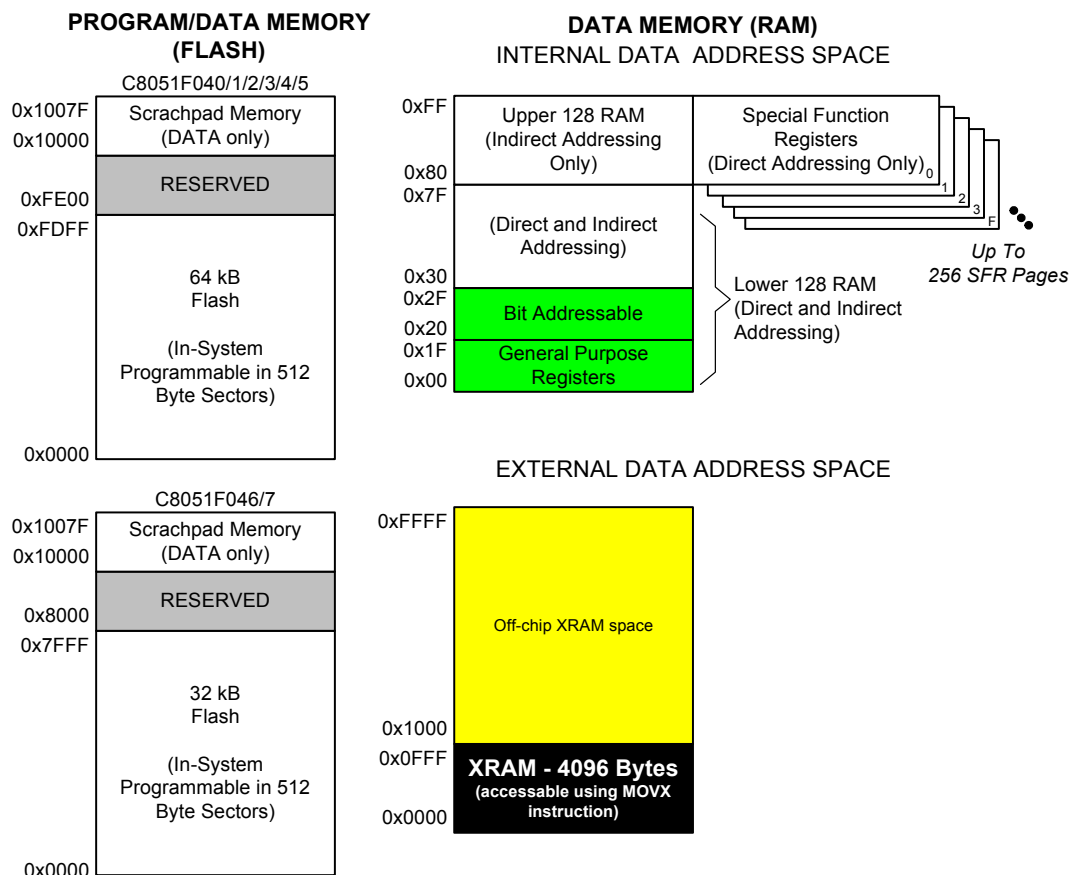 PROGRAM/DATA MEMORY
(FLASH)
C8051F040/1/2/3/4/5
0x1007F
0x10000
Scrachpad Memory
(DATA only)
RESERVED
0xFE00
0xFDFF
64 kB
Flash
(In-System
Programmable in 512
Byte Sectors)
0x0000
C8051F046/7
0x1007F
0x10000
Scrachpad Memory
(DATA only)
RESERVED
0x8000
0x7FFF
32 kB
Flash
(In-System
Programmable in 512
Byte Sectors)
0x0000
DATA MEMORY (RAM)
INTERNAL DATA ADDRESS SPACE
0xFF
Upper 128 RAM
(Indirect Addressing
Only)
0x80
Special Function
Registers
(Direct Addressing Only)
0
1
2
3
F
Up To
256 SFR Pages
0x7F
(Direct and Indirect
Addressing)
0x30
0x2F
Bit Addressable
0x20
0x1F
General Purpose
Registers
0x00
Lower 128 RAM
(Direct and Indirect
Addressing)
EXTERNAL DATA ADDRESS SPACE
0xFFFF
Off-chip XRAM space
0x1000
0x0FFF
XRAM - 4096 Bytes
(accessable using MOVX
instruction)
0x0000